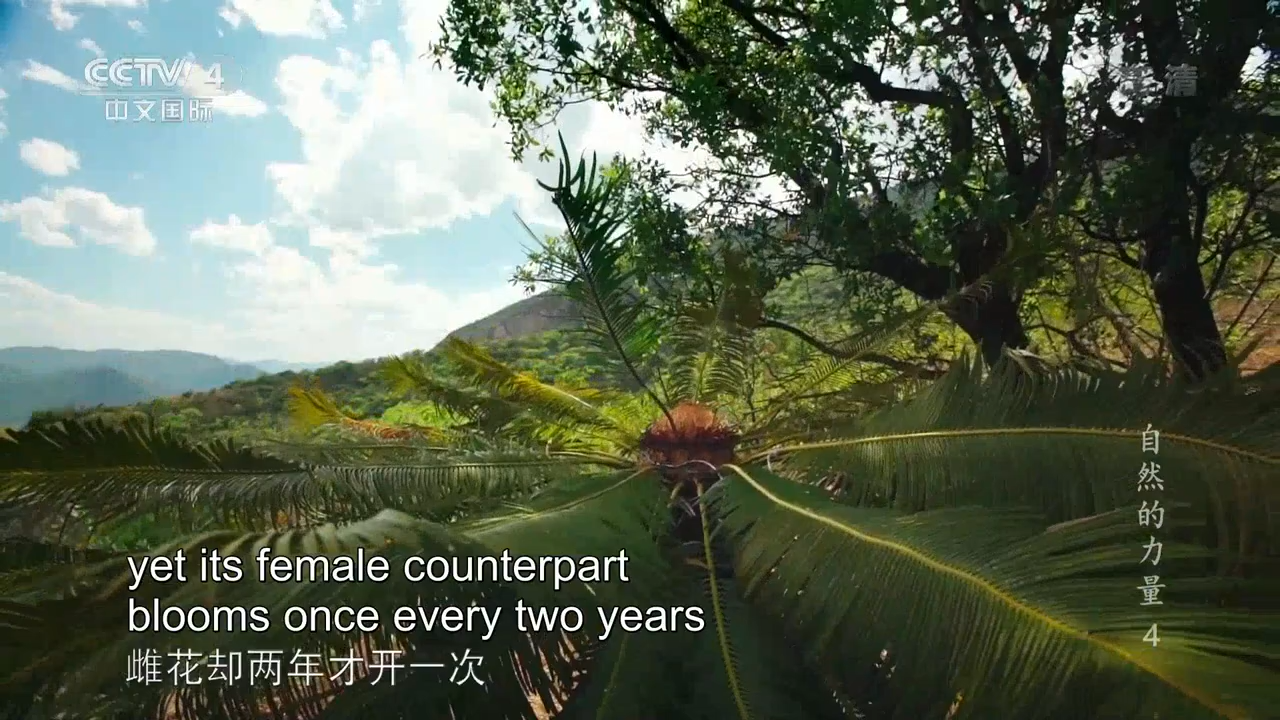 CCTV 4
中文国际
yet its female counterpart
blooms once every two years
雌花却两年才开一次
自然的力量 4